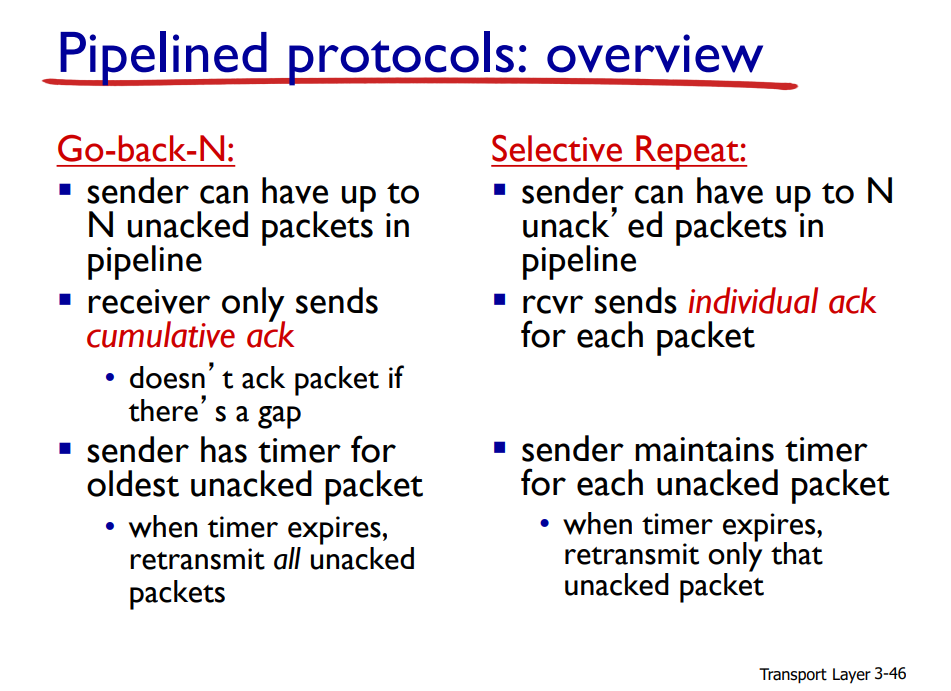 Pipelined protocols: overview
Go-back-N:
▪ sender can have up to
N unacked packets in
pipeline
▪ receiver only sends
cumulative ack
• doesn’t ack packet if
there’s a gap
▪ sender has timer for
oldest unacked packet
• when timer expires,
retransmit all unacked
packets
Selective Repeat:
▪ sender can have up to N
unack’ed packets in
pipeline
▪ rcvr sends individual ack
for each packet
▪ sender maintains timer
for each unacked packet
• when timer expires,
retransmit only that
unacked packet
Transport Layer 3-46